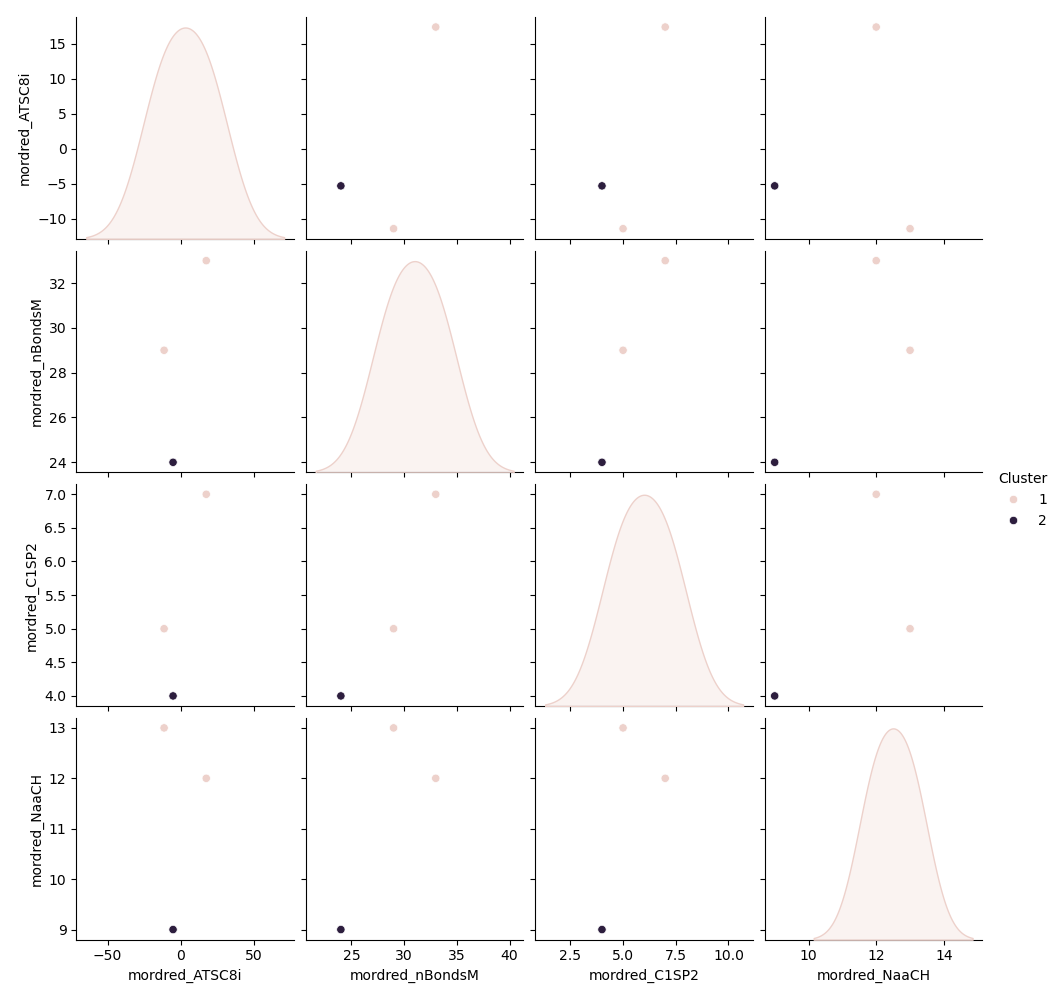 mordred_ATSC8i
15
10
5
0
−5
−10
mordred_nBondsM
32
30
28
26
24
mordred_C1SP2
7.0
6.5
6.0
5.5
5.0
4.5
4.0
Cluster
1
2
mordred_NaaCH
13
12
11
10
9
−50 0 50
25 30 35 40
2.5 5.0 7.5 10.0
10 12 14
mordred_ATSC8i mordred_nBondsM mordred_C1SP2 mordred_NaaCH